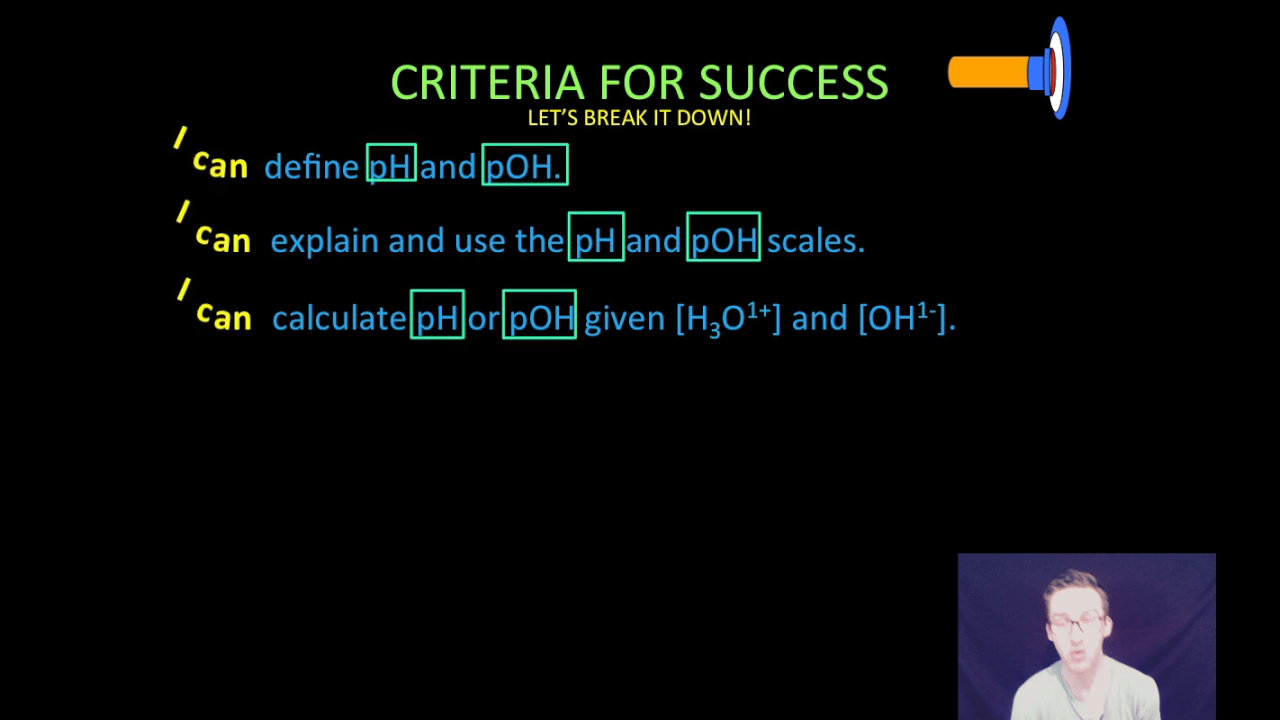 CRITERIA FOR SUCCESS
LET'S BREAK IT DOWN!
I can define pH and pOH.
I can explain and use the pH and pOH scales.
I can calculate pH or pOH given [H₃O¹⁺] and [OH¹⁻].